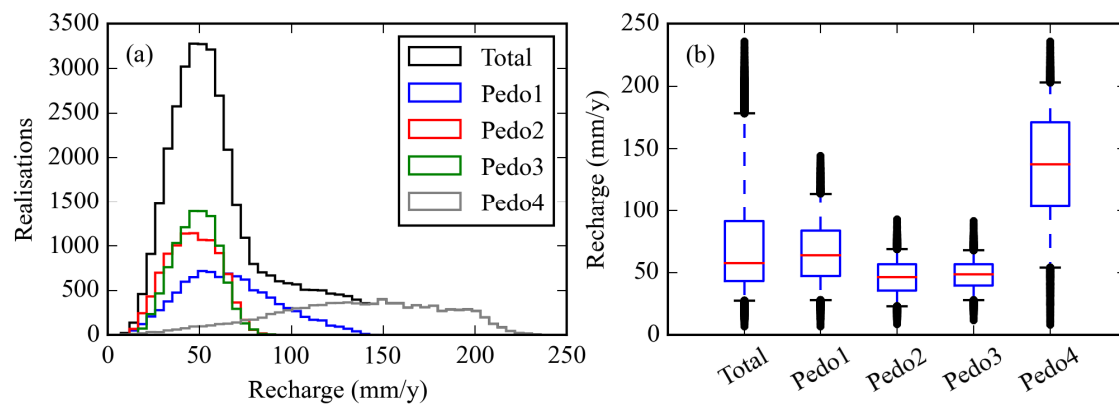 (a)
Realisations
3500
3000
2500
2000
1500
1000
500
0
0 50 100 150 200 250
Recharge (mm/y)
Total
Pedo1
Pedo2
Pedo3
Pedo4
(b)
Recharge (mm/y)
250
200
150
100
50
0
Total Pedo1 Pedo2 Pedo3 Pedo4